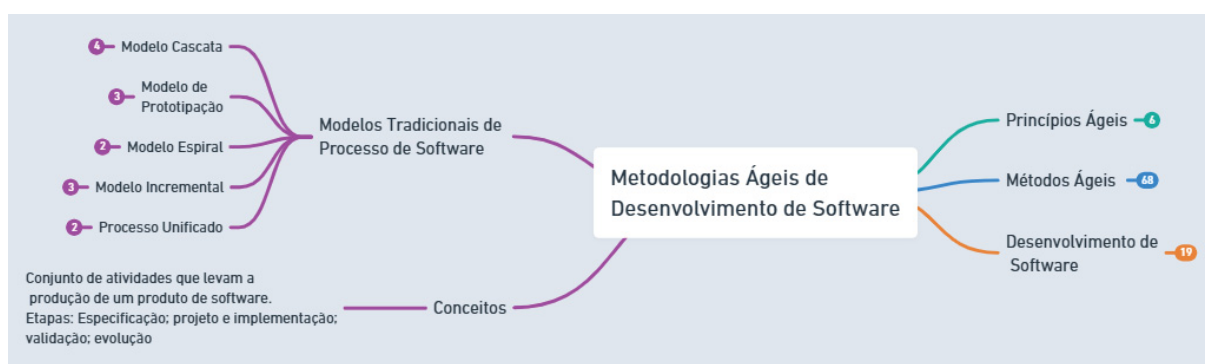 4
Modelo Cascata
3
Modelo de
Prototipação
2
Modelo Espiral
3
Modelo Incremental
2
Processo Unificado
Modelos Tradicionais de
Processo de Software
Conjunto de atividades que levam a
produção de um produto de software.
Etapas: Especificação; projeto e implementação;
validação; evolução
Conceitos
Metodologias Ágeis de
Desenvolvimento de Software
Princípios Ágeis
6
Métodos Ágeis
68
Desenvolvimento de
Software
19